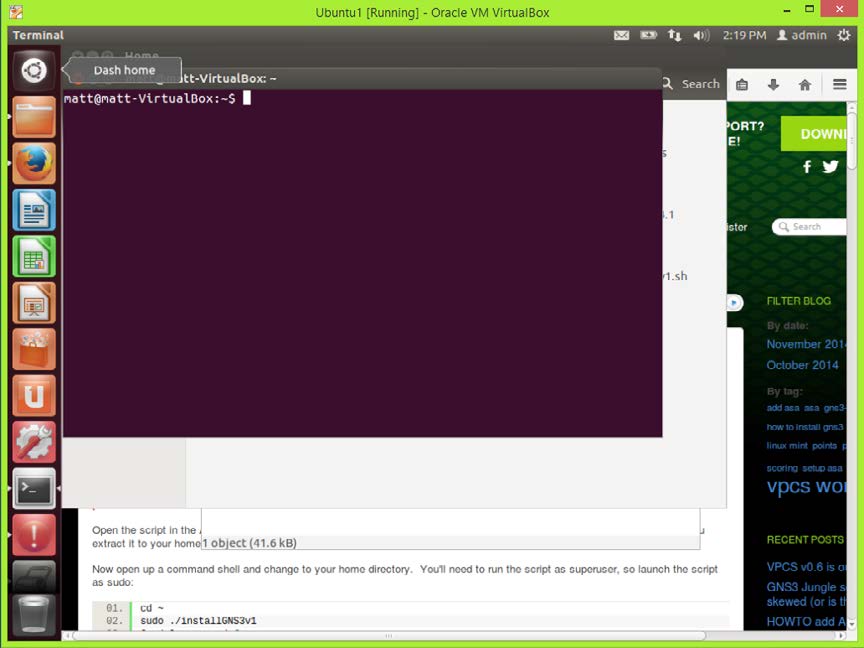 Ubuntu1 [Running] - Oracle VM VirtualBox
Terminal
2:19 PM admin
Home
Dash home
tt-VirtualBox: ~
Search
matt@matt-VirtualBox:~$
PORT?
E!
DOWN
s
.1
ister
Search
v1.sh
FILTER BLOG
By date:
November 2014
October 2014
By tag:
add asa asa gns3-
how to install gns3
linux mint points p
scoring setup asa
vpcs wo
Open the script in the
u
extract it to your home
1 object (41.6 kB)
RECENT POSTS
Now open up a command shell and change to your home directory. You'll need to run the script as superuser, so launch the script
as sudo:
VPCS v0.6 is o
GNS3 Jungle s
skewed (or is th
HOWTO add A
01. cd ~
02. sudo ./installGNS3v1